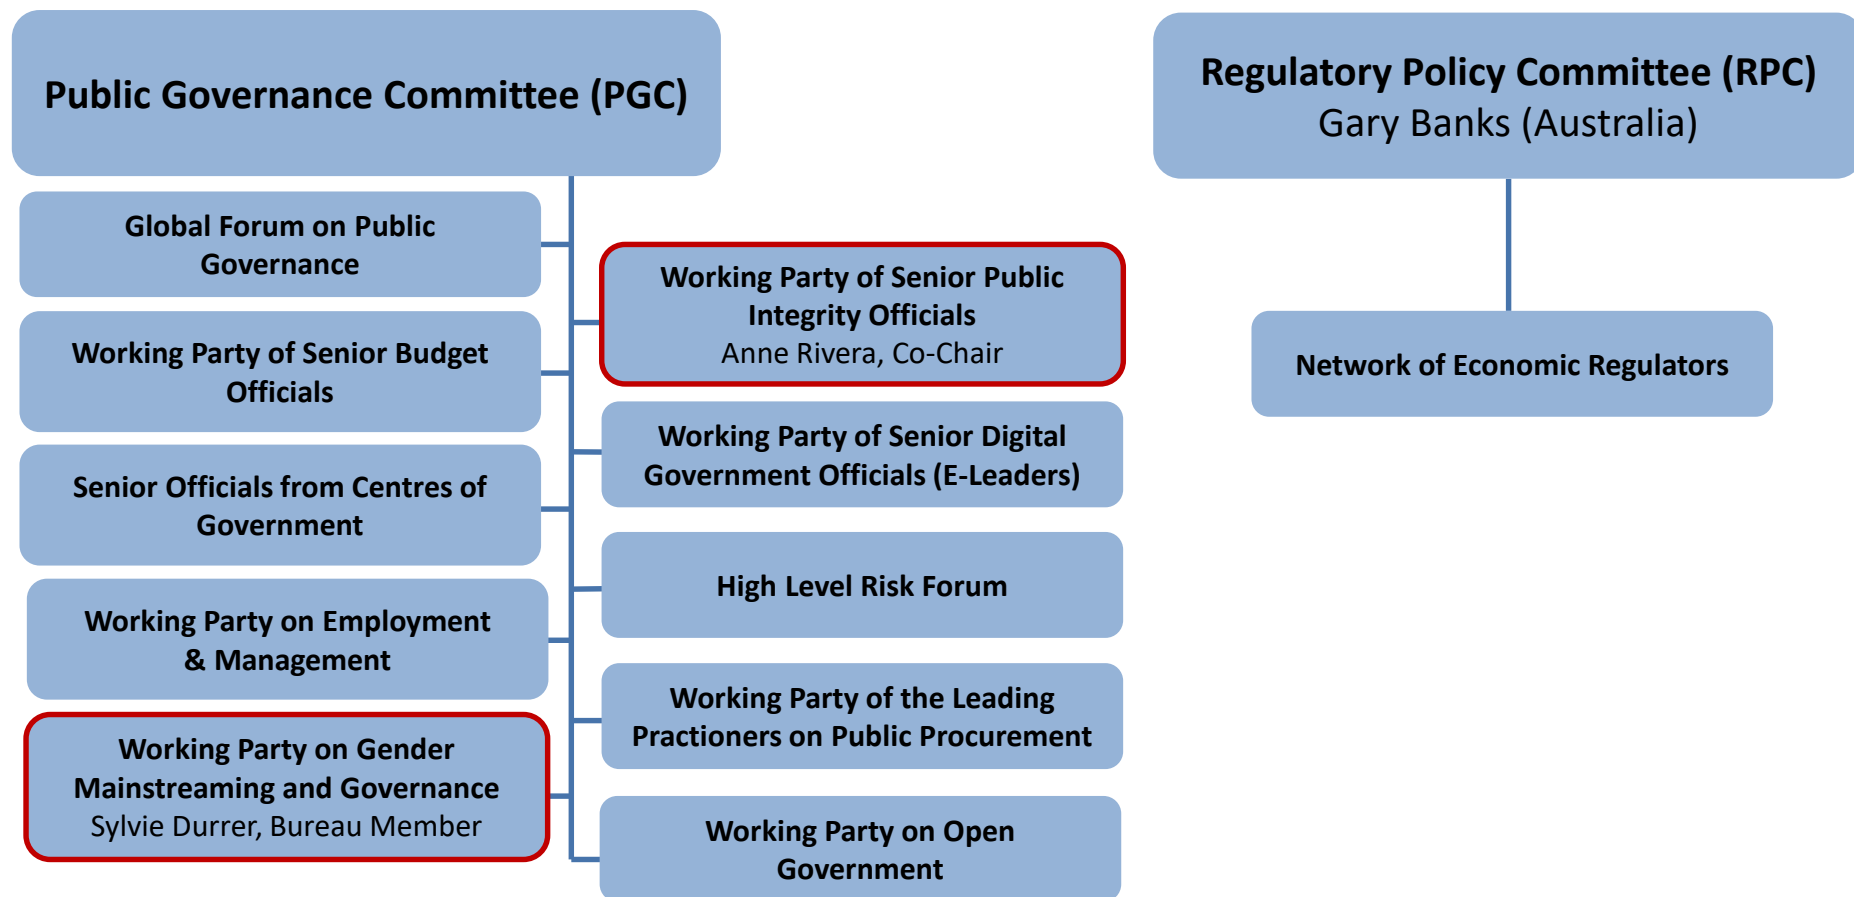 Public Governance Committee (PGC)
Global Forum on Public
Governance
Working Party of Senior Budget
Officials
Senior Officials from Centres of
Government
Working Party on Employment
& Management
Working Party on Gender
Mainstreaming and Governance
Sylvie Durrer, Bureau Member
Working Party of Senior Public
Integrity Officials
Anne Rivera, Co-Chair
Working Party of Senior Digital
Government Officials (E-Leaders)
High Level Risk Forum
Working Party of the Leading
Practioners on Public Procurement
Working Party on Open
Government
Regulatory Policy Committee (RPC)
Gary Banks (Australia)
Network of Economic Regulators